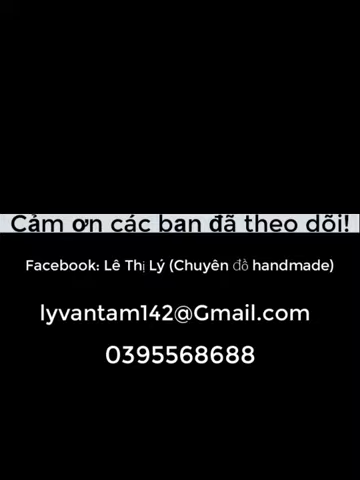 Cảm ơn các bạn đã theo dõi!
Facebook: Lê Thị Lý (Chuyên đồ handmade)
lyvantam142@Gmail.com
0395568688